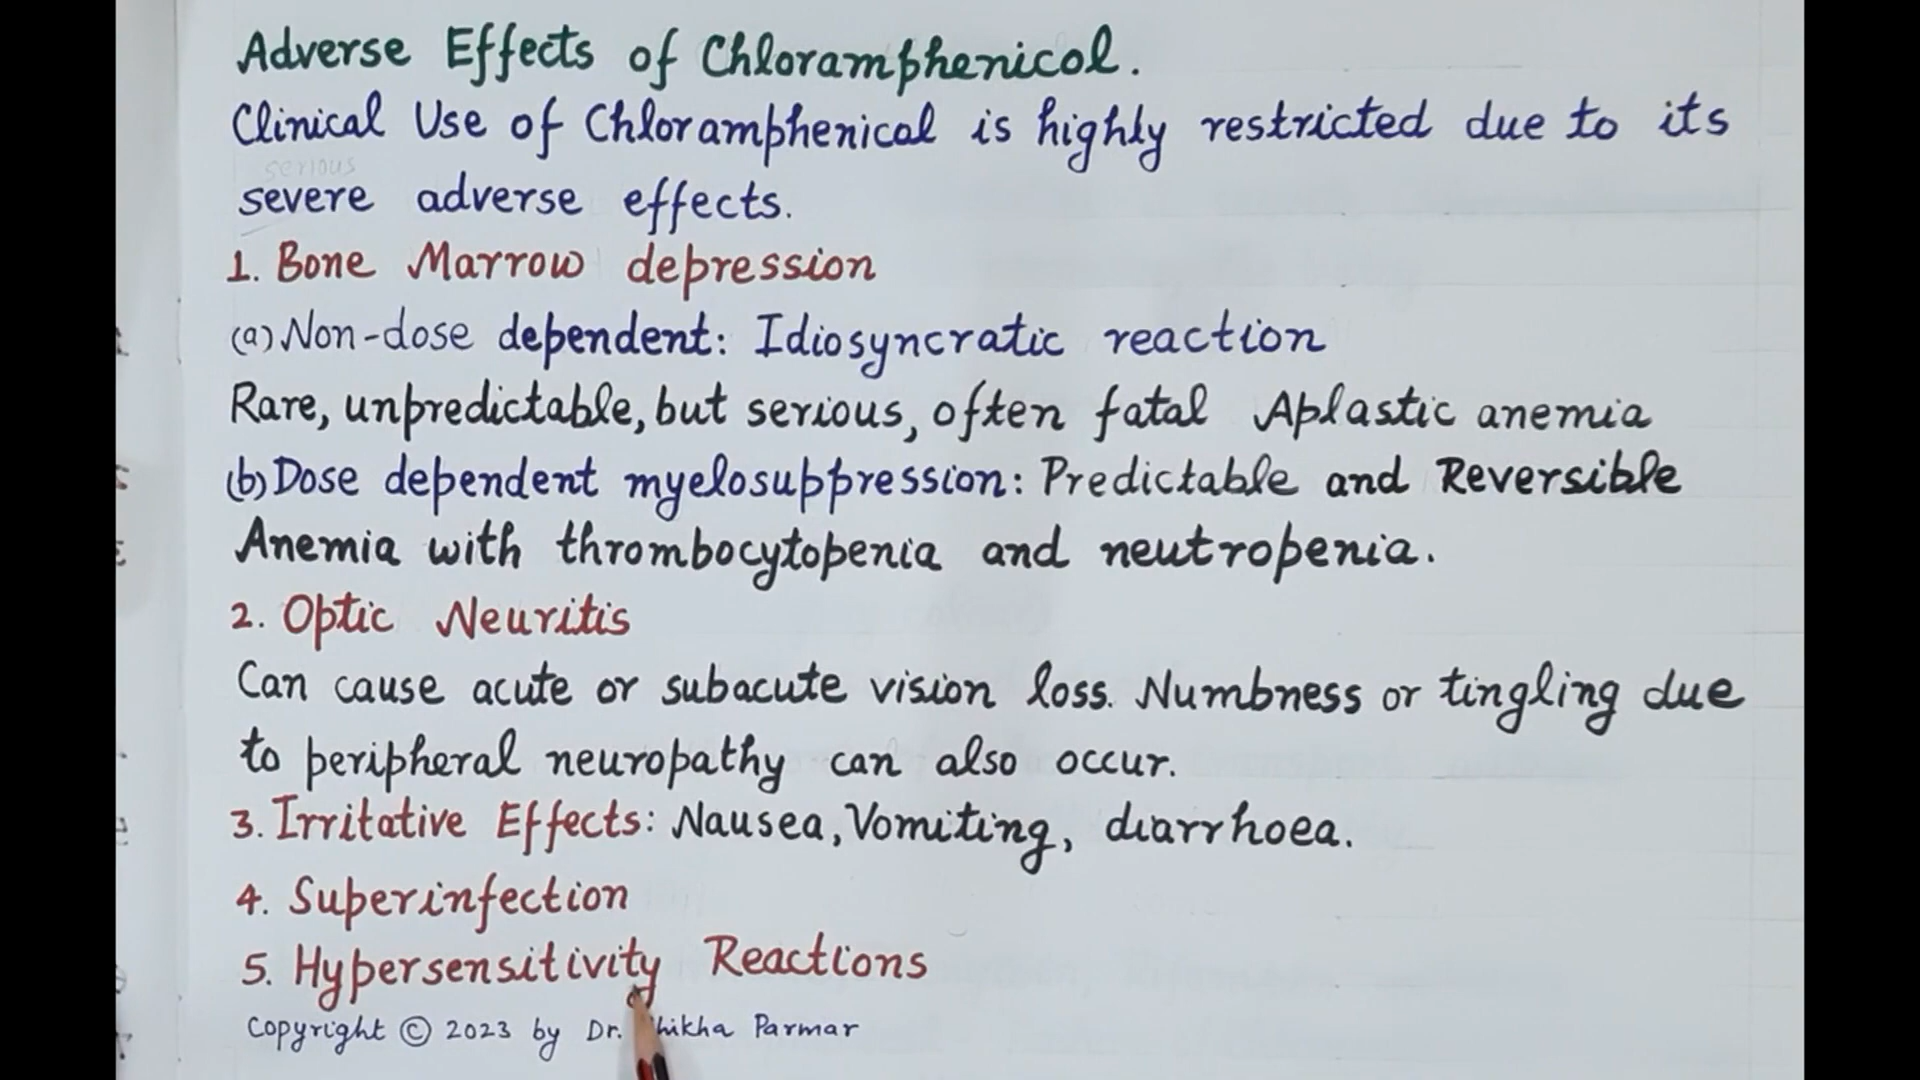 Adverse Effects of Chloramphenicol.
Clinical Use of Chloramphenical is highly restricted due to its
serious
severe adverse effects.
1. Bone Marrow depression
(a) Non-dose dependent: Idiosyncratic reaction
Rare, unpredictable, but serious, often fatal Aplastic anemia
(b) Dose dependent myelosuppression: Predictable and Reversible
Anemia with thrombocytopenia and neutropenia.
2. Optic Neuritis
Can cause acute or subacute vision loss. Numbness or tingling due
to peripheral neuropathy can also occur.
3. Irritative Effects: Nausea, Vomiting, diarrhoea.
4. Superinfection
5. Hypersensitivity Reactions
Copyright © 2023 by Dr. Parmar